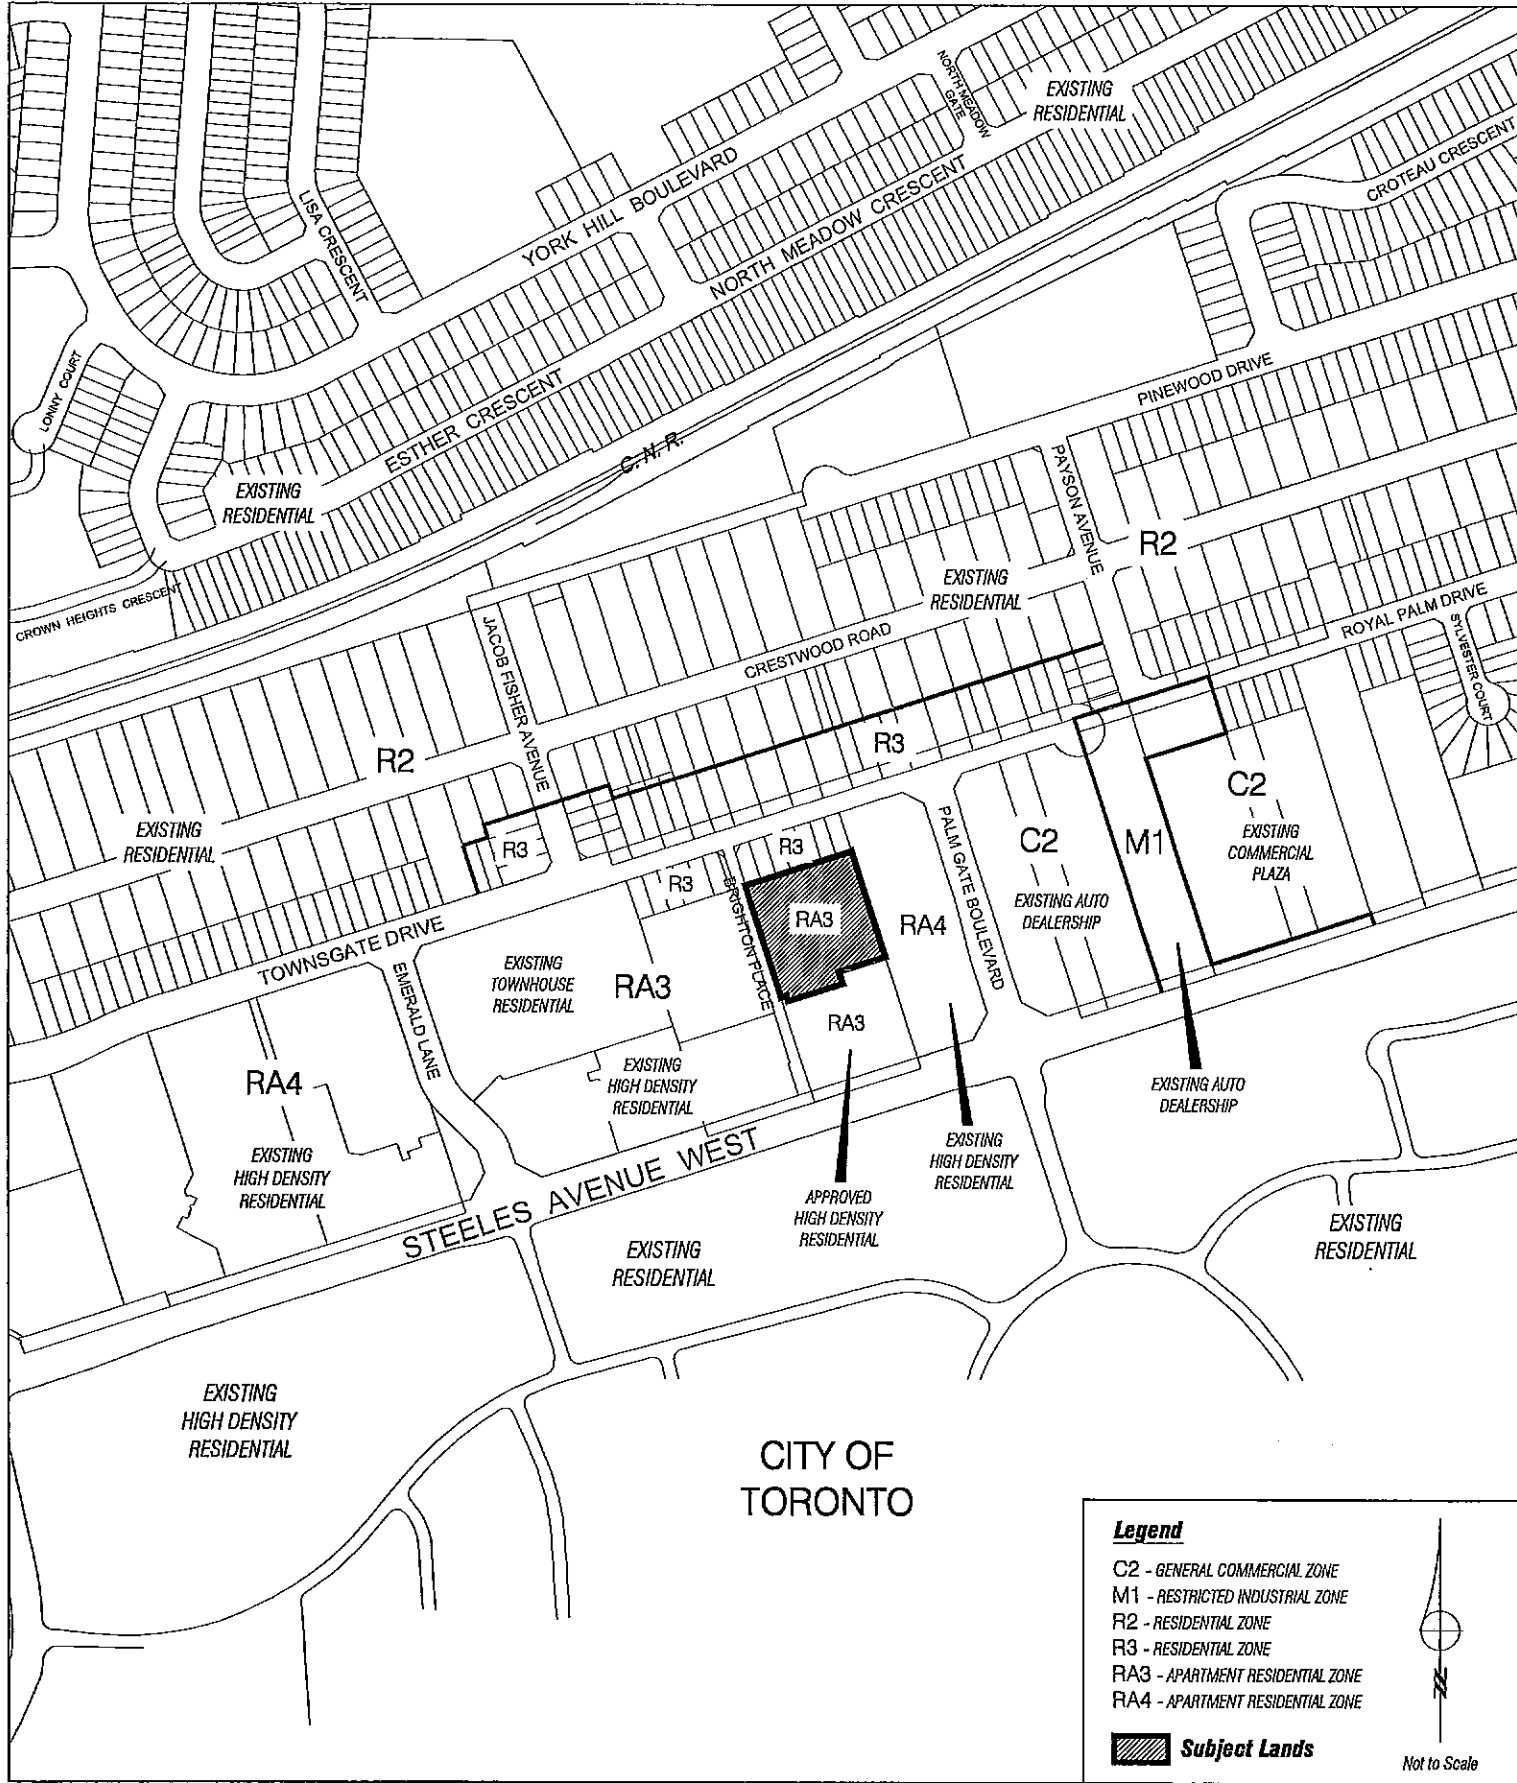 NORTH MEADOW
GATE
EXISTING
RESIDENTIAL
CROTEAU CRESCENT
YORK HILL BOULEVARD
LISA CRESCENT
NORTH MEADOW CRESCENT
LONNY COURT
PINEWOOD DRIVE
ESTHER CRESCENT
C. N. R.
PAYSON AVENUE
EXISTING
RESIDENTIAL
R2
EXISTING
RESIDENTIAL
CROWN HEIGHTS CRESCENT
ROYAL PALM DRIVE
JACOB FISHER AVENUE
CRESTWOOD ROAD
SYLVESTER COURT
R2
R3
C2
EXISTING
RESIDENTIAL
R3
R3
R3
PALM GATE BOULEVARD
C2
M1
EXISTING
COMMERCIAL
PLAZA
BRIGHTON PLACE
RA3
RA4
EXISTING AUTO
DEALERSHIP
TOWNSGATE DRIVE
EMERALD LANE
EXISTING
TOWNHOUSE
RESIDENTIAL
RA3
RA3
RA4
EXISTING
HIGH DENSITY
RESIDENTIAL
EXISTING AUTO
DEALERSHIP
EXISTING
HIGH DENSITY
RESIDENTIAL
EXISTING
HIGH DENSITY
RESIDENTIAL
STEELES AVENUE WEST
APPROVED
HIGH DENSITY
RESIDENTIAL
EXISTING
RESIDENTIAL
EXISTING
RESIDENTIAL
EXISTING
HIGH DENSITY
RESIDENTIAL
CITY OF
TORONTO
Legend
C2 - GENERAL COMMERCIAL ZONE
M1 - RESTRICTED INDUSTRIAL ZONE
R2 - RESIDENTIAL ZONE
R3 - RESIDENTIAL ZONE
RA3 - APARTMENT RESIDENTIAL ZONE
RA4 - APARTMENT RESIDENTIAL ZONE
N
Subject Lands
Not to Scale